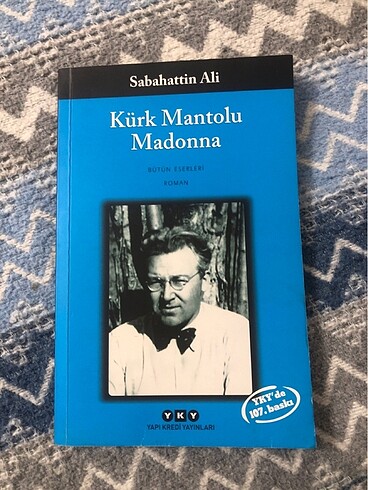 Sabahattin Ali
Kürk Mantolu
Madonna
BÜTÜN ESERLERİ
ROMAN
YKY'de
107. baskı
YKY
YAPI KREDİ YAYINLARI